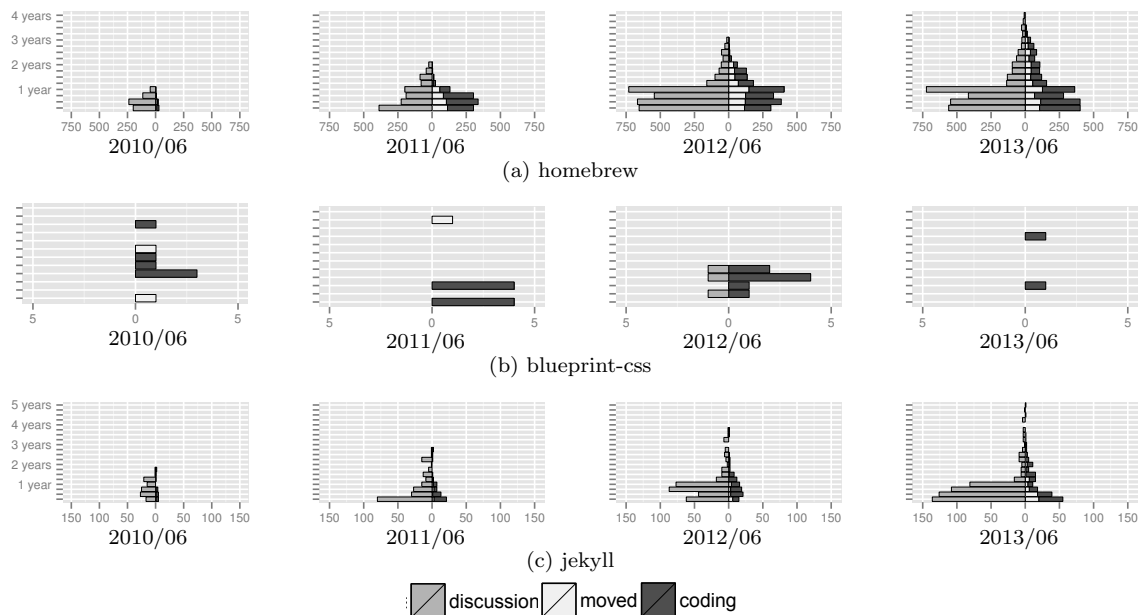 4 years
3 years
2 years
1 year
750 500 250 0 250 500 750
750 500 250 0 250 500 750
750 500 250 0 250 500 750
750 500 250 0 250 500 750
2010/06 2011/06 2012/06 2013/06
(a) homebrew
5 0 5
5 0 5
5 0 5
5 0 5
2010/06 2011/06 2012/06 2013/06
(b) blueprint-css
5 years
4 years
3 years
2 years
1 year
150 100 50 0 50 100 150
150 100 50 0 50 100 150
150 100 50 0 50 100 150
150 100 50 0 50 100 150
2010/06 2011/06 2012/06 2013/06
(c) jekyll
discussion moved coding